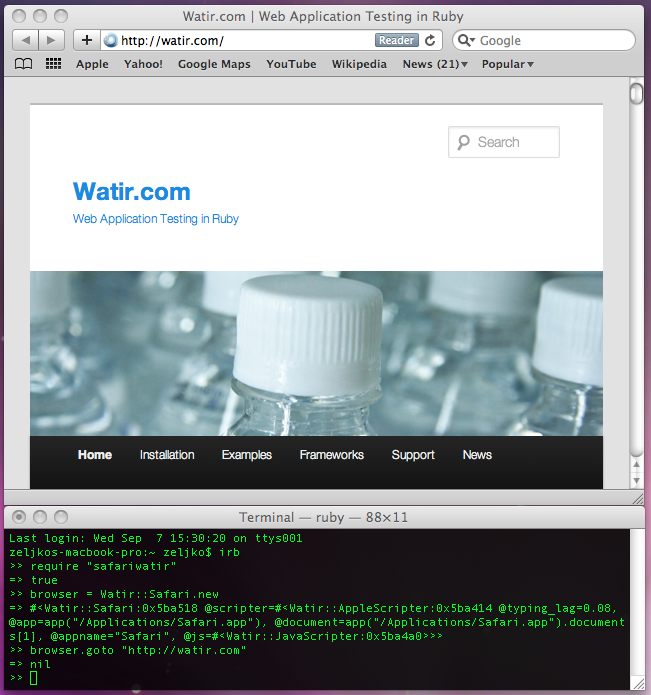 Watir.com | Web Application Testing in Ruby
http://watir.com/
Reader
Google
Apple Yahoo! Google Maps YouTube Wikipedia News (21) Popular
Search
Watir.com
Web Application Testing in Ruby
Home Installation Examples Frameworks Support News
Terminal — ruby — 88×11
Last login: Wed Sep  7 15:30:20 on ttys001
zeljkos-macbook-pro:~ zeljko$ irb
>> require "safariwatir"
=> true
>> browser = Watir::Safari.new
=> #<Watir::Safari:0x5ba518 @scripter=#<Watir::AppleScripter:0x5ba414 @typing_lag=0.08,
@app=app("/Applications/Safari.app"), @document=app("/Applications/Safari.app").document
s[1], @appname="Safari", @js=#<Watir::JavaScripter:0x5ba4a0>>>
>> browser.goto "http://watir.com"
=> nil
>>